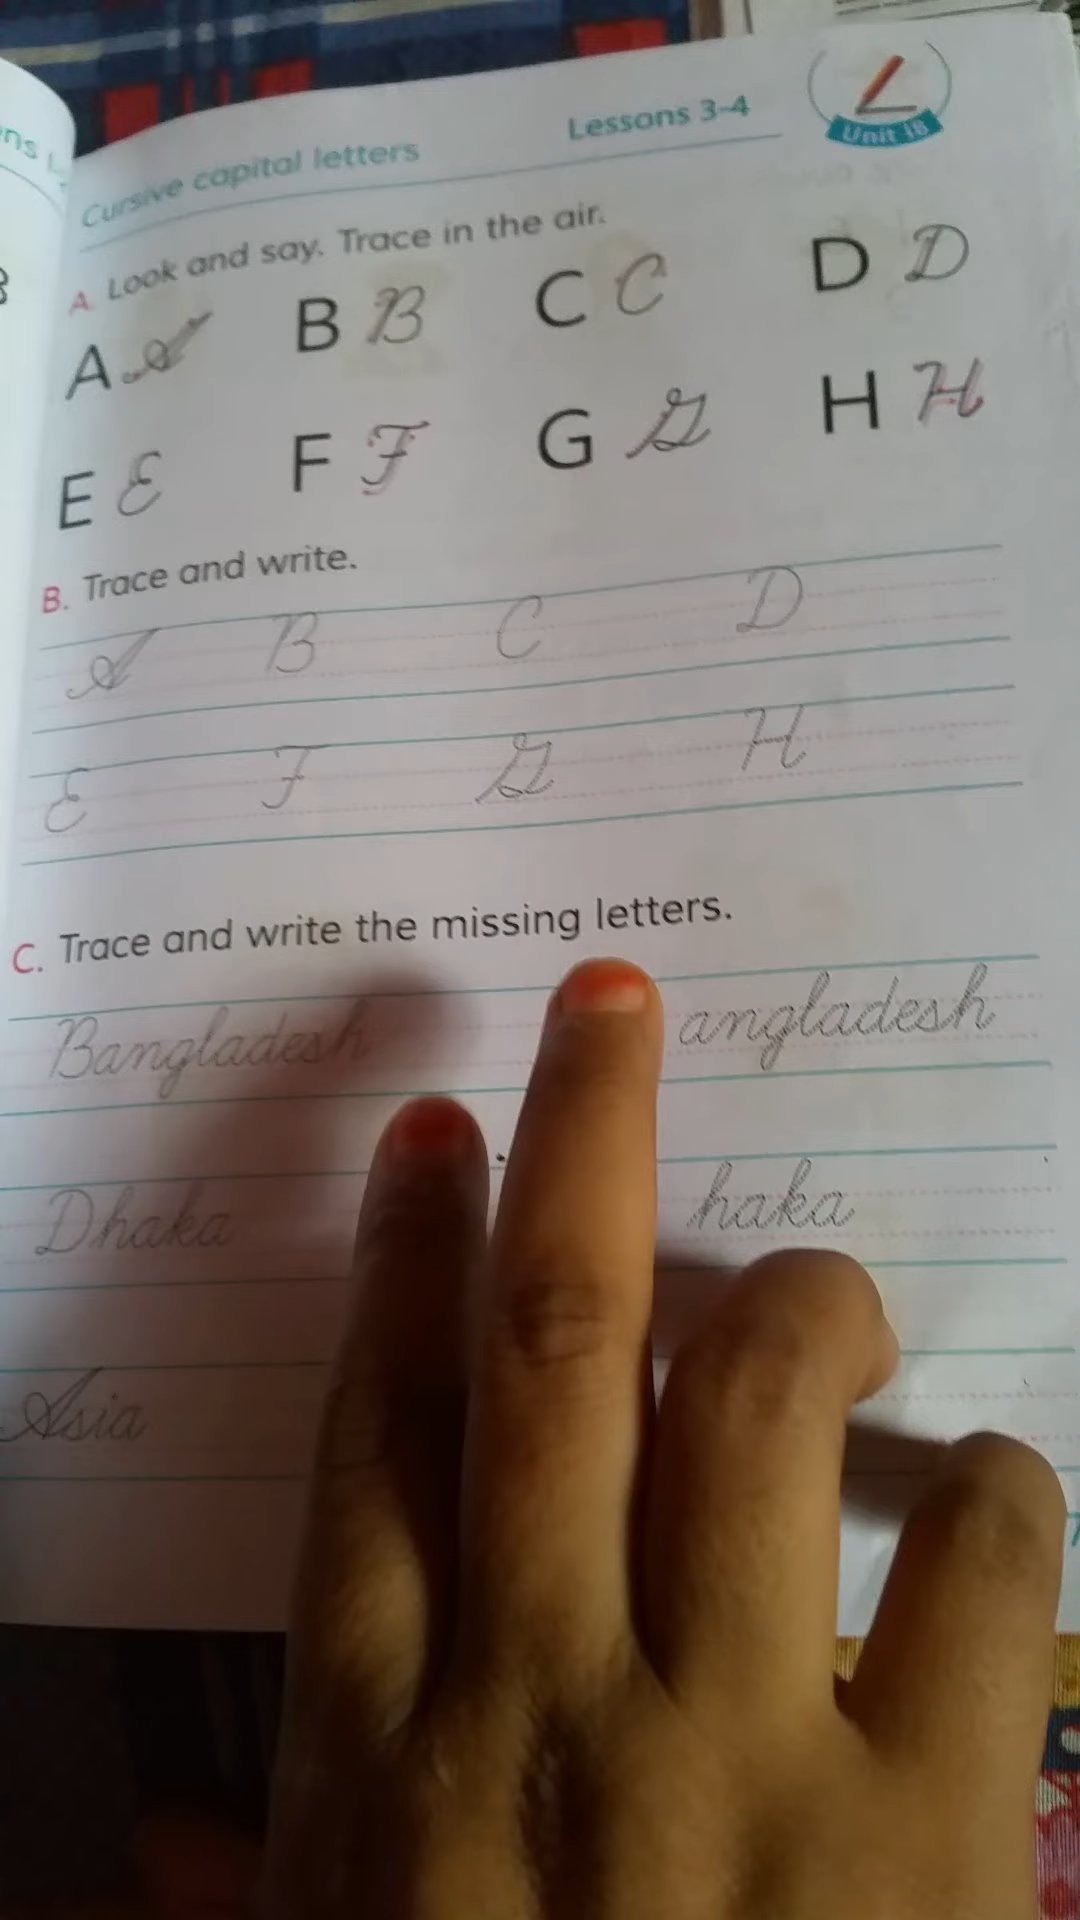 Cursive capital letters Lessons 3-4 Unit 18
A. Look and say. Trace in the air.
A A B B C C D D
E E F F G G H H
B. Trace and write.
A B C D
E F G H
C. Trace and write the missing letters.
Bangladesh angladesh
Dhaka haka
Asia